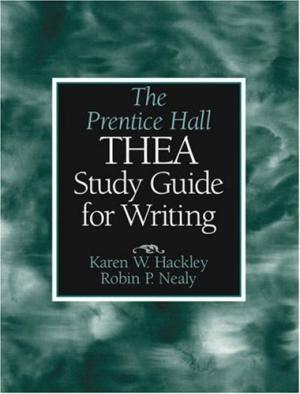 The
Prentice Hall
THEA
Study Guide
for Writing
Karen W. Hackley
Robin P. Nealy